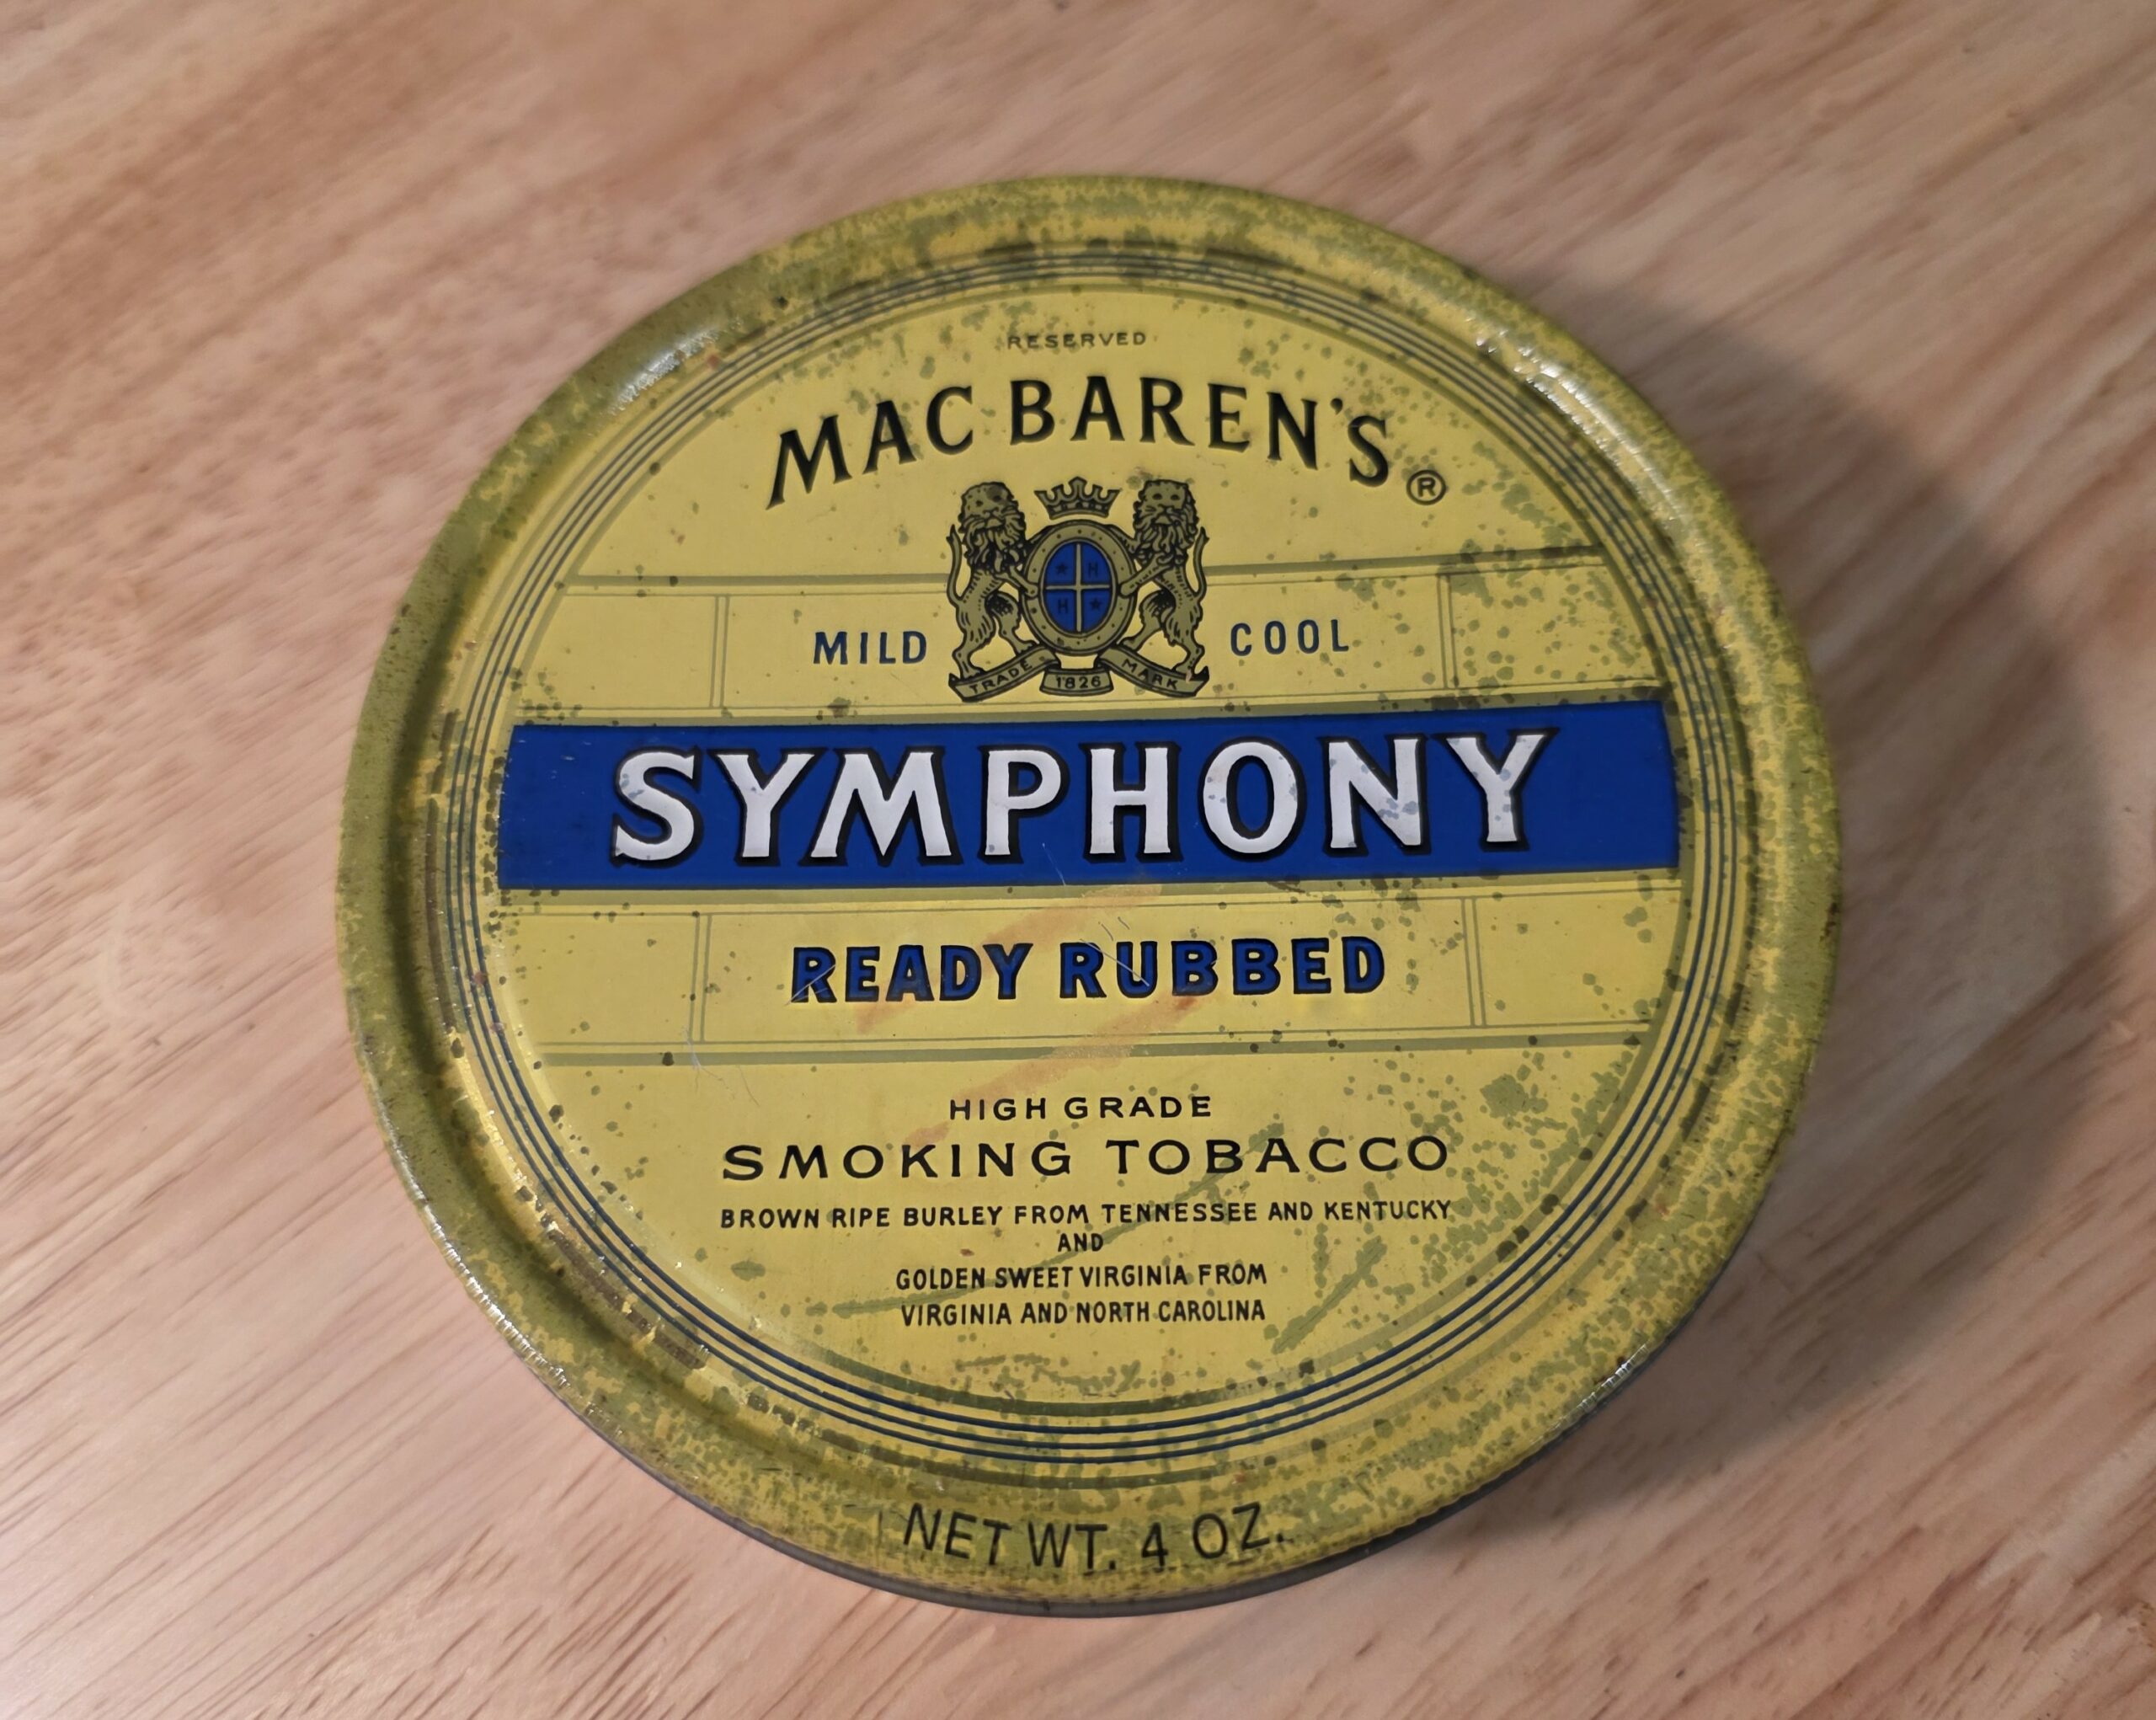 RESERVED
MAC BAREN'S ®
MILD COOL
H
H
TRADE 1826 MARK
SYMPHONY
READY RUBBED
HIGH GRADE
SMOKING TOBACCO
BROWN RIPE BURLEY FROM TENNESSEE AND KENTUCKY
AND
GOLDEN SWEET VIRGINIA FROM
VIRGINIA AND NORTH CAROLINA
NET WT. 4 OZ.